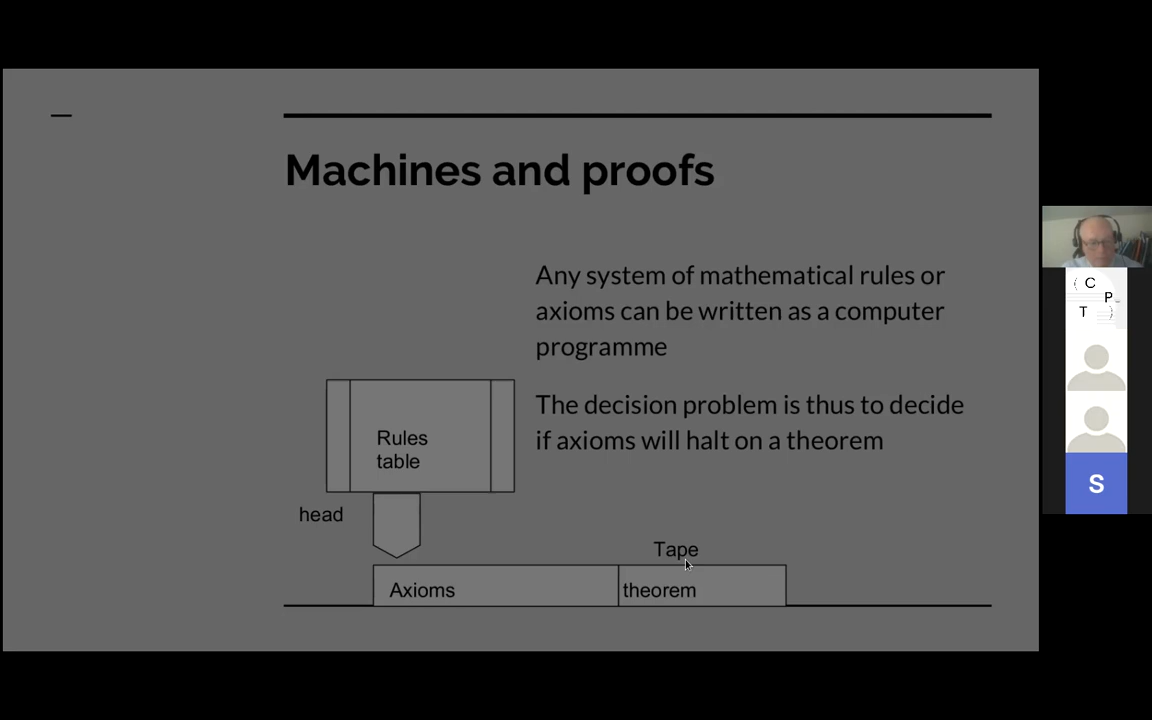 Machines and proofs
Any system of mathematical rules or
axioms can be written as a computer
programme
The decision problem is thus to decide
if axioms will halt on a theorem
Rules
table
head
Tape
Axioms
theorem
( C
P
T )
S